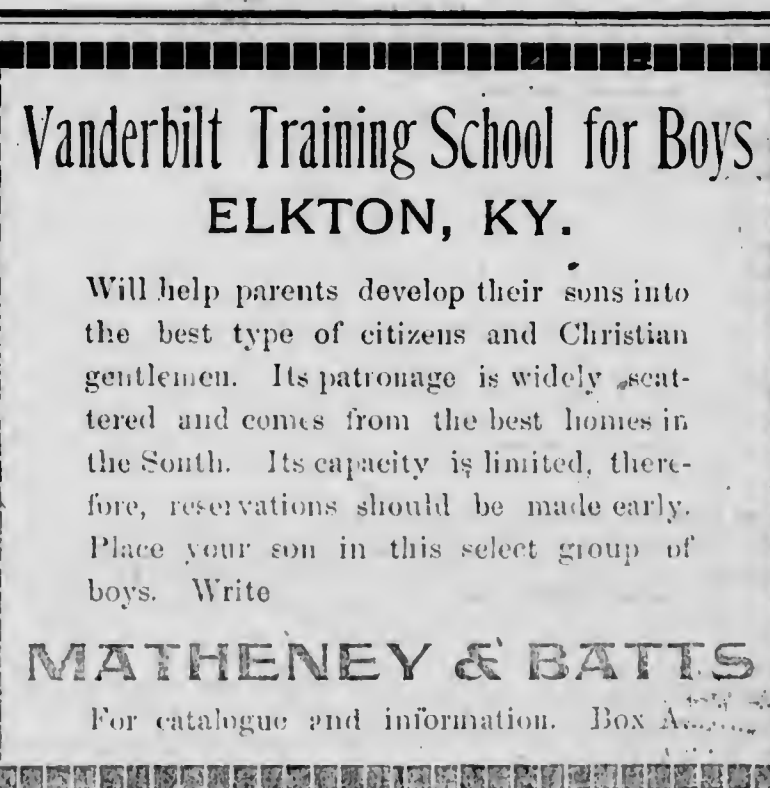 Vanderbilt Training School for Boys
ELKTON, KY.
Will help parents develop their sons into
the best type of citizens and Christian
gentlemen. Its patronage is widely scat-
tered and comes from the best homes in
the South. Its capacity is limited, there-
fore, reservations should be made early.
Place your son in this select group of
boys. Write
MATHENEY & BATTS
For catalogue and information. Box A